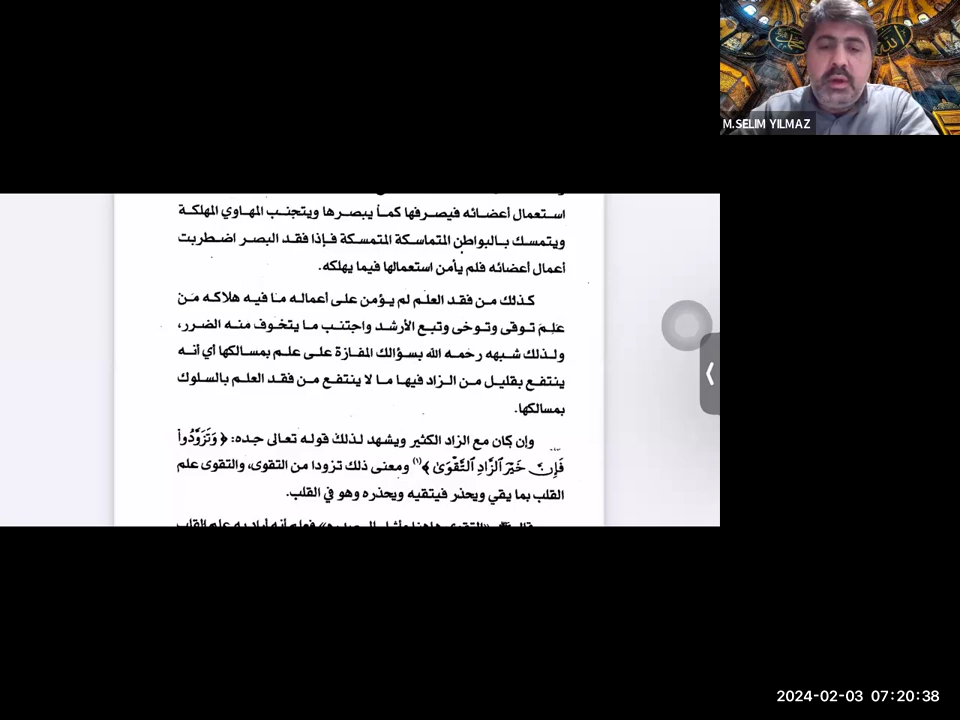 M.SELIM YILMAZ
استعمال أعضائه فيصرفها كما يبصرها ويتجنب المهاوي المهلكة
ويتمسك بالبواطن المتماسكة المتمسكة فإذا فقد البصر اضطربت
أعمال أعضائه فلم يأمن استعمالها فيما يهلكه.
كذلك من فقد العلم لم يؤمن على أعماله ما فيه هلاكه من
عَلِمَ توقى وتوخى وتبع الأرشد واجتنب ما يتخوف منه الضرر،
ولذلك شبهه رحمه الله بسؤالك المفازة على علم بمسالكها أي أنه
ينتفع بقليل من الزاد فيها ما لا ينتفع من فقد العلم بالسلوك
بمسالكها.
وإن كان مع الزاد الكثير ويشهد لذلك قوله تعالى جده: ﴿وَتَزَوَّدُوا
فَإِنَّ خَيْرَ الزَّادِ التَّقْوَىٰ﴾(١) ومعنى ذلك تزودا من التقوى، والتقوى علم
القلب بما يقي ويحذر فيتقيه ويحذره وهو في القلب.
2024-02-03 07:20:38